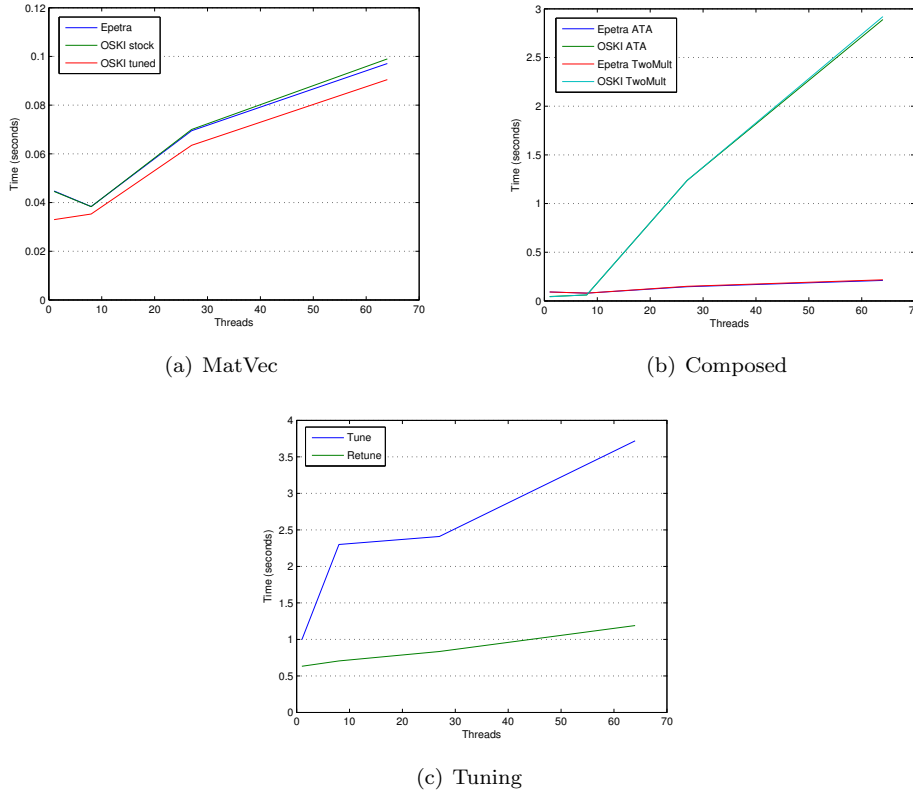 0.12
0.1
0.08
0.06
0.04
0.02
0
Time (seconds)
Epetra
OSKI stock
OSKI tuned
0 10 20 30 40 50 60 70
Threads
(a) MatVec
3
2.5
2
1.5
1
0.5
0
Time (seconds)
Epetra ATA
OSKI ATA
Epetra TwoMult
OSKI TwoMult
0 10 20 30 40 50 60 70
Threads
(b) Composed
4
3.5
3
2.5
2
1.5
1
0.5
0
Time (seconds)
Tune
Retune
0 10 20 30 40 50 60 70
Threads
(c) Tuning